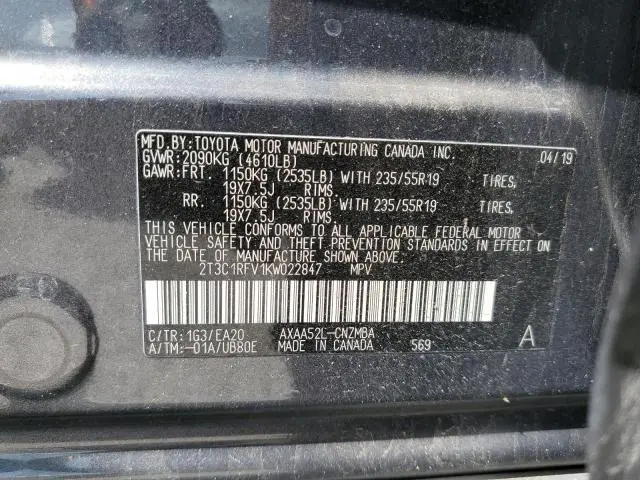 MFD.BY:TOYOTA MOTOR MANUFACTURING CANADA INC. 04/19
GVWR:2090KG (4610LB)
GAWR:FRT. 1150KG (2535LB) WITH 235/55R19 TIRES,
19X7.5J RIMS,
RR. 1150KG (2535LB) WITH 235/55R19 TIRES,
19X7.5J RIMS,
THIS VEHICLE CONFORMS TO ALL APPLICABLE FEDERAL MOTOR
VEHICLE SAFETY AND THEFT PREVENTION STANDARDS IN EFFECT ON
THE DATE OF MANUFACTURE SHOWN ABOVE.
2T3C1RFV1KW022847 MPV
C/TR:1G3/EA20 AXAA52L-CNZMBA A
A/TM:-01A/UB80E MADE IN CANADA 569